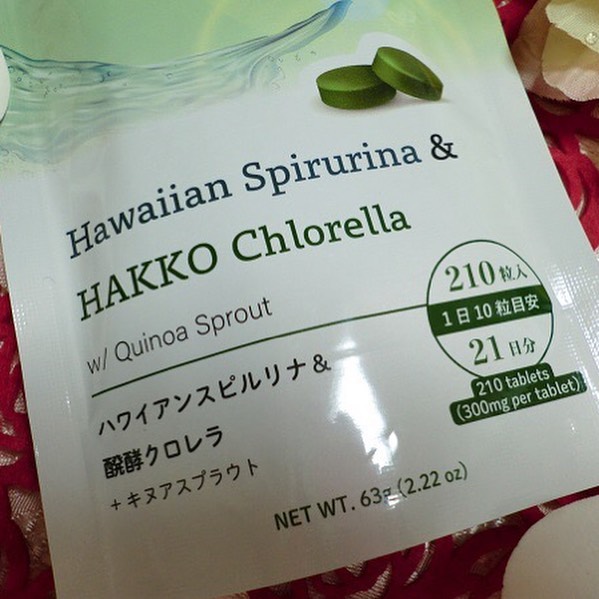 Hawaiian Spirurina &
HAKKO Chlorella
w/ Quinoa Sprout
ハワイアンスピルリナ&
醗酵クロレラ
+キヌアスプラウト
210粒入
1日10粒目安
21日分
210 tablets
(300mg per tablet)
NET WT. 63g (2.22 oz)